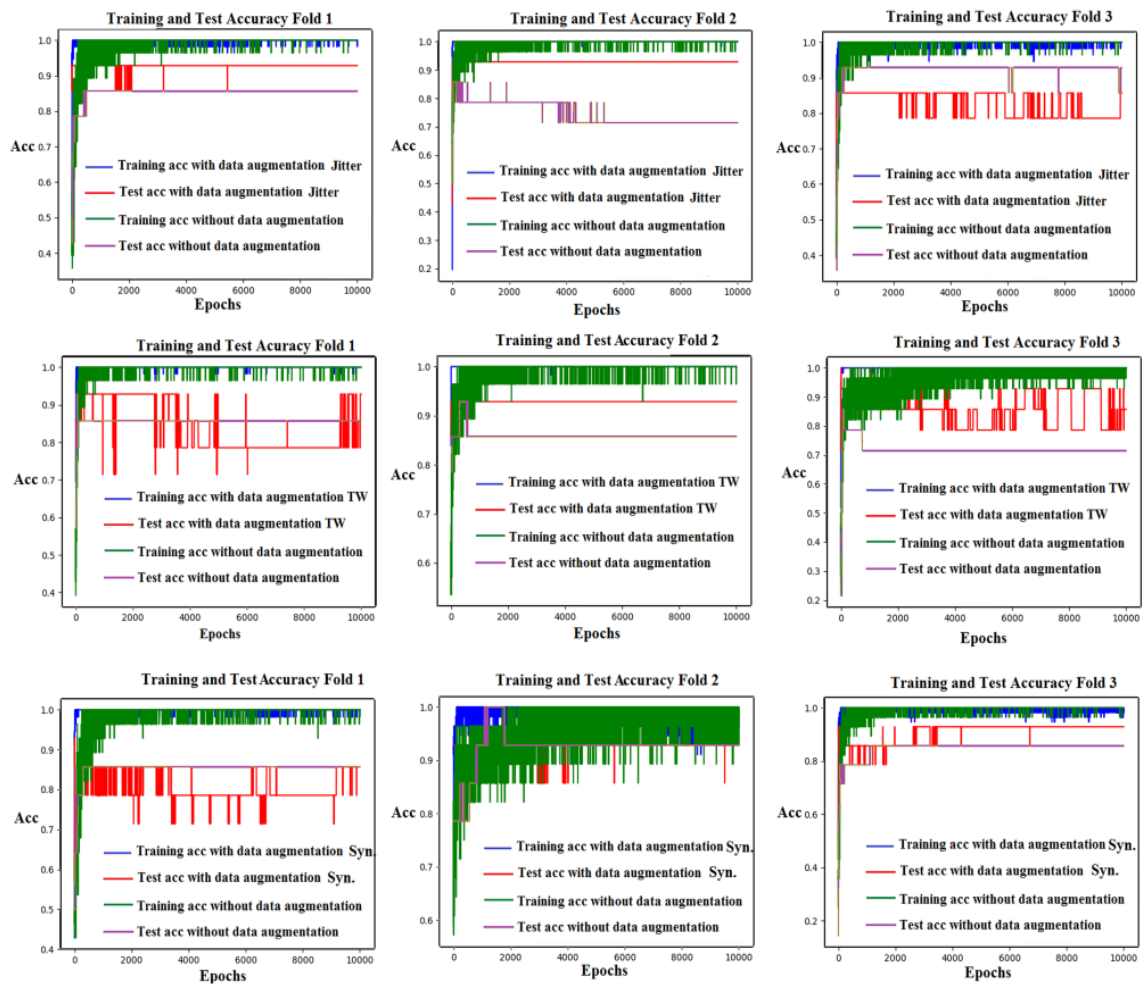 Training and Test Accuracy Fold 1
1.0
0.9
0.8
0.7
0.6
0.5
0.4
Acc
Training acc with data augmentation Jitter
Test acc with data augmentation Jitter
Training acc without data augmentation
Test acc without data augmentation
0 2000 4000 6000 8000 10000
Epochs
Training and Test Accuracy Fold 2
1.0
0.9
0.8
0.7
0.6
0.5
0.4
0.3
0.2
Acc
Training acc with data augmentation Jitter
Test acc with data augmentation Jitter
Training acc without data augmentation
Test acc without data augmentation
0 2000 4000 6000 8000 10000
Epochs
Training and Test Accuracy Fold 3
1.0
0.9
0.8
0.7
0.6
0.5
0.4
Acc
Training acc with data augmentation Jitter
Test acc with data augmentation Jitter
Training acc without data augmentation
Test acc without data augmentation
0 2000 4000 6000 8000 10000
Epochs
Training and Test Acuracy Fold 1
1.0
0.9
0.8
0.7
0.6
0.5
0.4
Acc
Training acc with data augmentation TW
Test acc with data augmentation TW
Training acc without data augmentation
Test acc without data augmentation
0 2000 4000 6000 8000 10000
Epochs
Training and Test Accuracy Fold 2
1.0
0.9
0.8
0.7
0.6
Acc
Training acc with data augmentation TW
Test acc with data augmentation TW
Training acc without data augmentation
Test acc without data augmentation
0 2000 4000 6000 8000 10000
Epochs
Training and Test Accuracy Fold 3
1.0
0.9
0.8
0.7
0.6
0.5
0.4
0.3
0.2
Acc
Training acc with data augmentation TW
Test acc with data augmentation TW
Training acc without data augmentation
Test acc without data augmentation
0 2000 4000 6000 8000 10000
Epochs
Training and Test Accuracy Fold 1
1.0
0.9
0.8
0.7
0.6
0.5
0.4
Acc
Training acc with data augmentation Syn.
Test acc with data augmentation Syn.
Training acc without data augmentation
Test acc without data augmentation
0 2000 4000 6000 8000 10000
Epochs
Training and Test Accuracy Fold 2
1.0
0.9
0.8
0.7
0.6
Acc
Training acc with data augmentation Syn.
Test acc with data augmentation Syn.
Training acc without data augmentation
Test acc without data augmentation
0 2000 4000 6000 8000 10000
Epochs
Training and Test Accuracy Fold 3
1.0
0.8
0.6
0.4
0.2
Acc
Training acc with data augmentation Syn.
Test acc with data augmentation Syn.
Training acc without data augmentation
Test acc without data augmentation
0 2000 4000 6000 8000 10000
Epochs